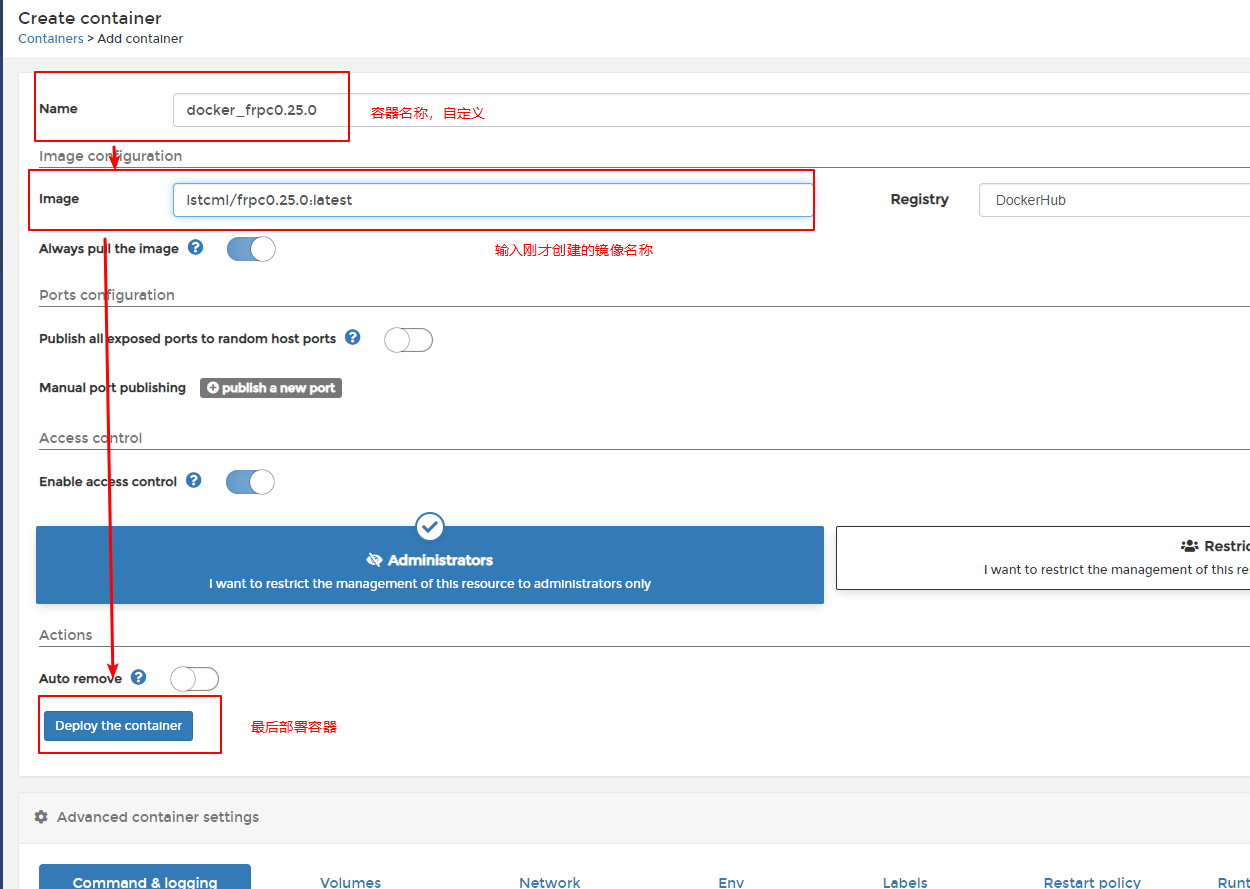 Create container
Containers > Add container
Name
docker_frpc0.25.0
容器名称，自定义
Image configuration
Image
lstcml/frpc0.25.0:latest
Registry
DockerHub
Always pull the image
输入刚才创建的镜像名称
Ports configuration
Publish all exposed ports to random host ports
Manual port publishing
publish a new port
Access control
Enable access control
Administrators
I want to restrict the management of this resource to administrators only
Restric
I want to restrict the management of this res
Actions
Auto remove
Deploy the container
最后部署容器
Advanced container settings
Command & logging
Volumes
Network
Env
Labels
Restart policy
Runt